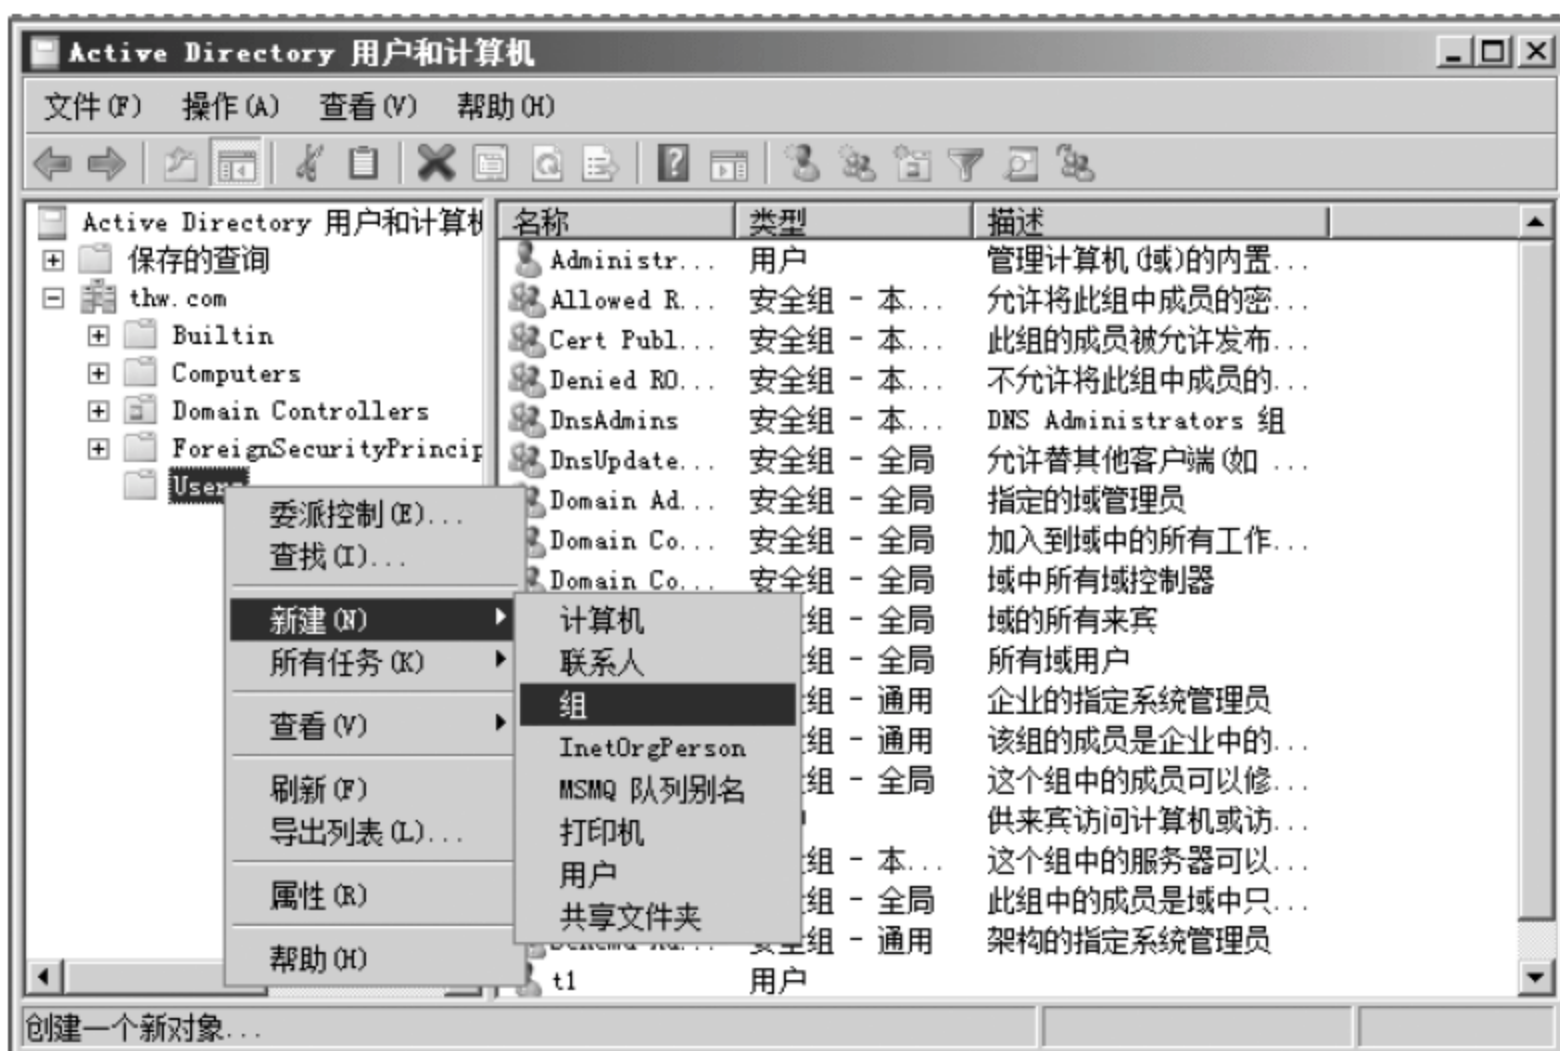 Active Directory 用户和计算机
文件(F) 操作(A) 查看(V) 帮助(H)
Active Directory 用户和计算机
保存的查询
thw.com
Builtin
Computers
Domain Controllers
ForeignSecurityPrincip
Users
委派控制(E)...
查找(I)...
新建(N)
所有任务(K)
查看(V)
刷新(F)
导出列表(L)...
属性(R)
帮助(H)
计算机
联系人
组
InetOrgPerson
MSMQ 队列别名
打印机
用户
共享文件夹
名称 类型 描述
Administr... 用户 管理计算机(域)的内置...
Allowed R... 安全组 - 本... 允许将此组中成员的密...
Cert Publ... 安全组 - 本... 此组的成员被允许发布...
Denied RO... 安全组 - 本... 不允许将此组中成员的...
DnsAdmins 安全组 - 本... DNS Administrators 组
DnsUpdate... 安全组 - 全局 允许替其他客户端(如 ...
Domain Ad... 安全组 - 全局 指定的域管理员
Domain Co... 安全组 - 全局 加入到域中的所有工作...
Domain Co... 安全组 - 全局 域中所有域控制器
组 - 全局 域的所有来宾
组 - 全局 所有域用户
组 - 通用 企业的指定系统管理员
组 - 通用 该组的成员是企业中的...
组 - 全局 这个组中的成员可以修...
供来宾访问计算机或访...
组 - 本... 这个组中的服务器可以...
组 - 全局 此组中的成员是域中只...
安全组 - 通用 架构的指定系统管理员
t1 用户
创建一个新对象...